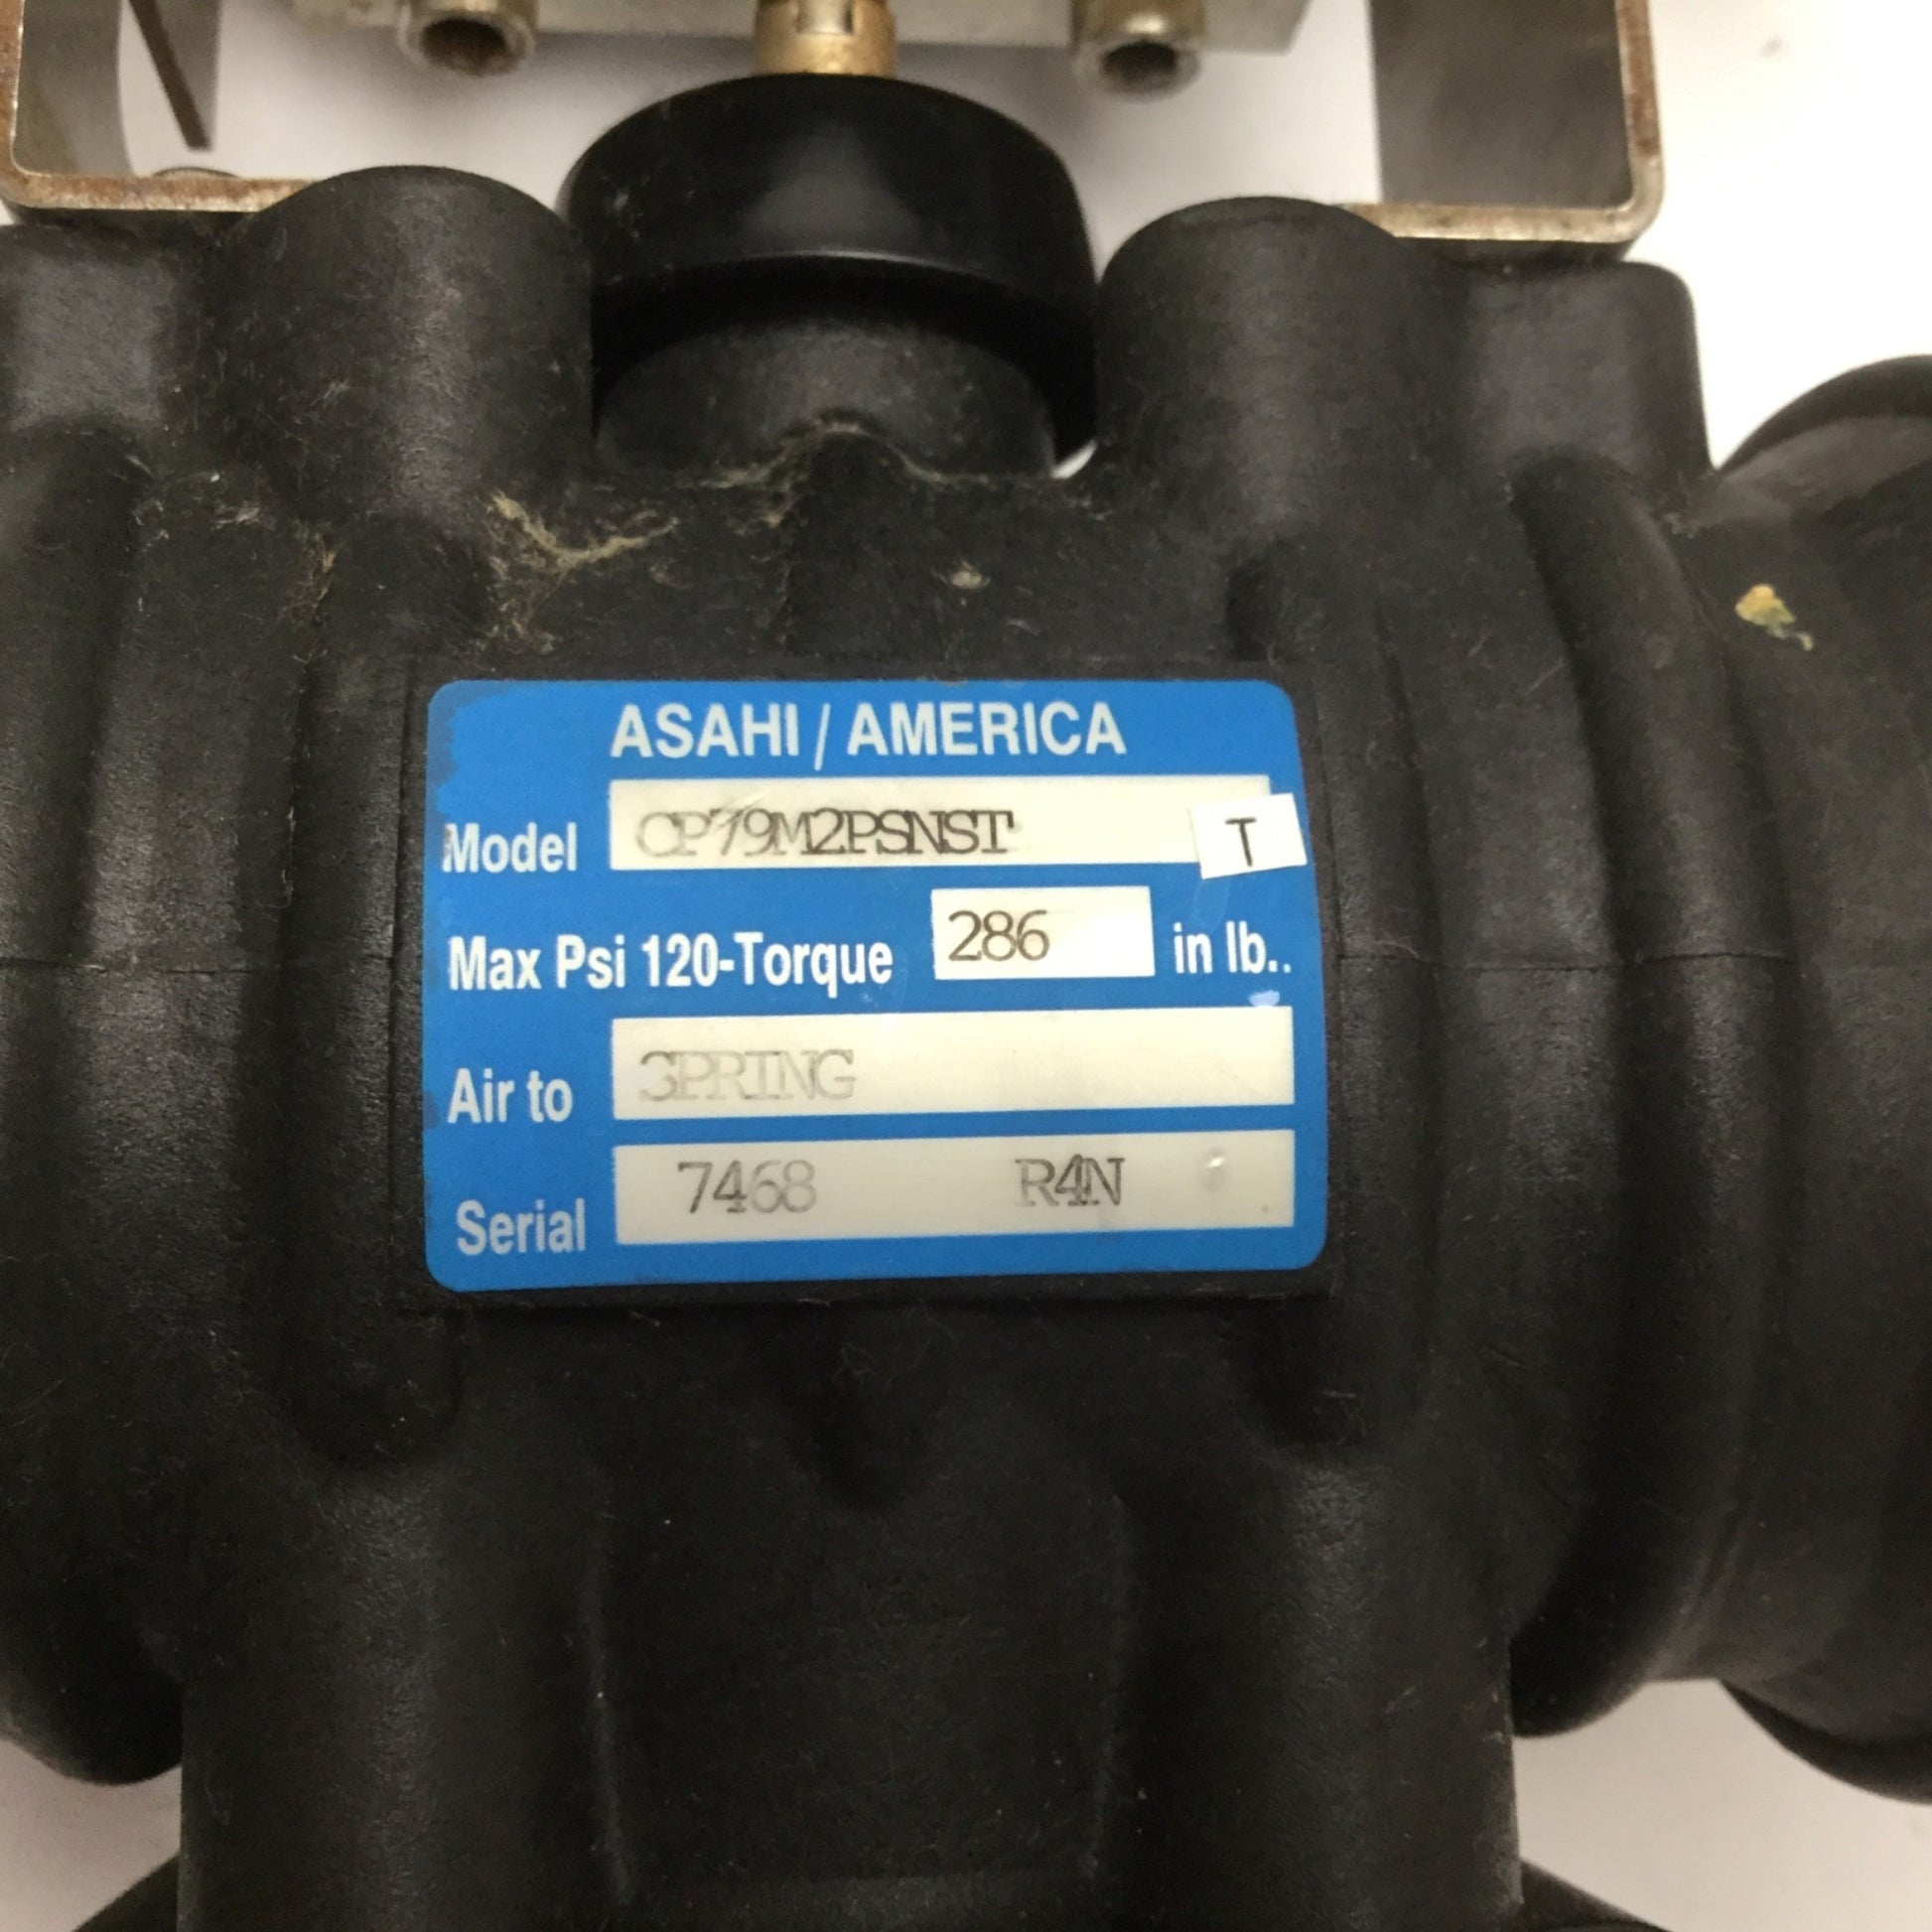 ASAHI / AMERICA
Model CP79M2PSNST T
Max Psi 120-Torque 286 in lb..
Air to SPRING
Serial 7468 R4N